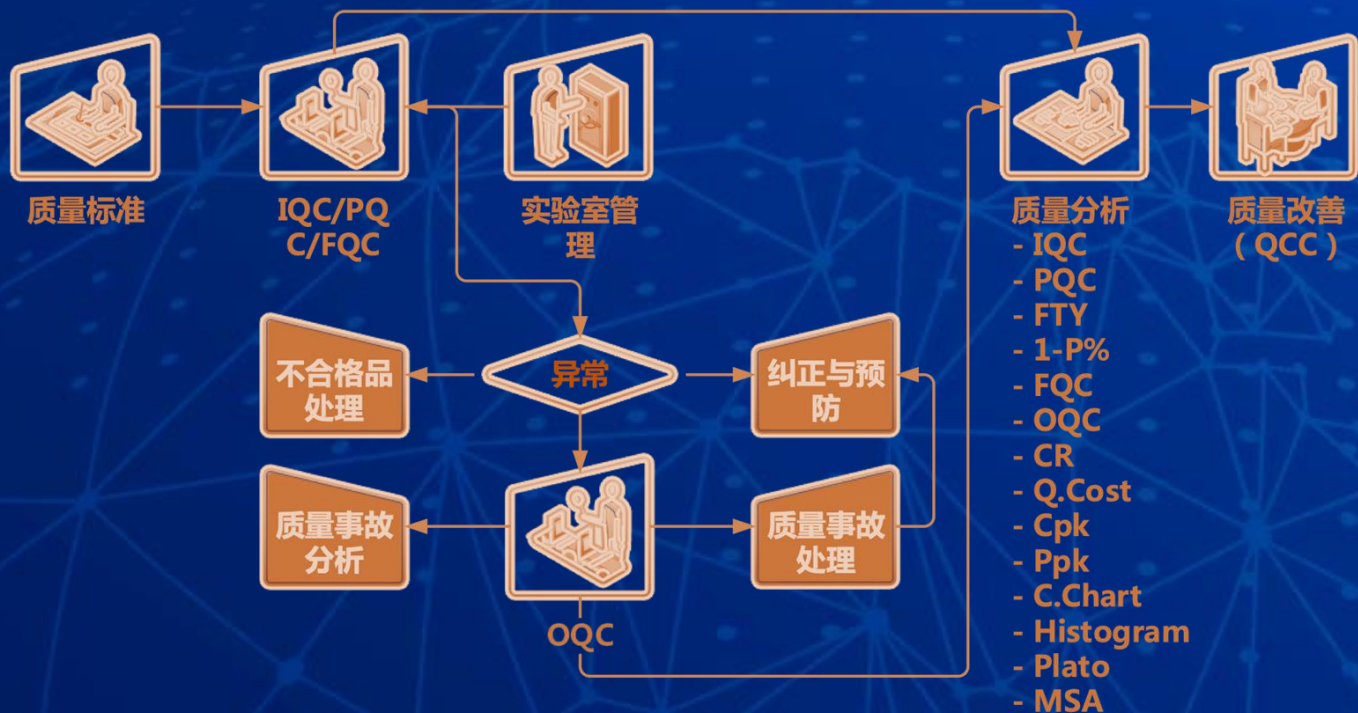 质量标准
IQC/PQ
C/FQC
实验室管
理
质量分析
- IQC
- PQC
- FTY
- 1-P%
- FQC
- OQC
- CR
- Q.Cost
- Cpk
- Ppk
- C.Chart
- Histogram
- Plato
- MSA
质量改善
（QCC）
不合格品
处理
异常
纠正与预
防
质量事故
分析
OQC
质量事故
处理